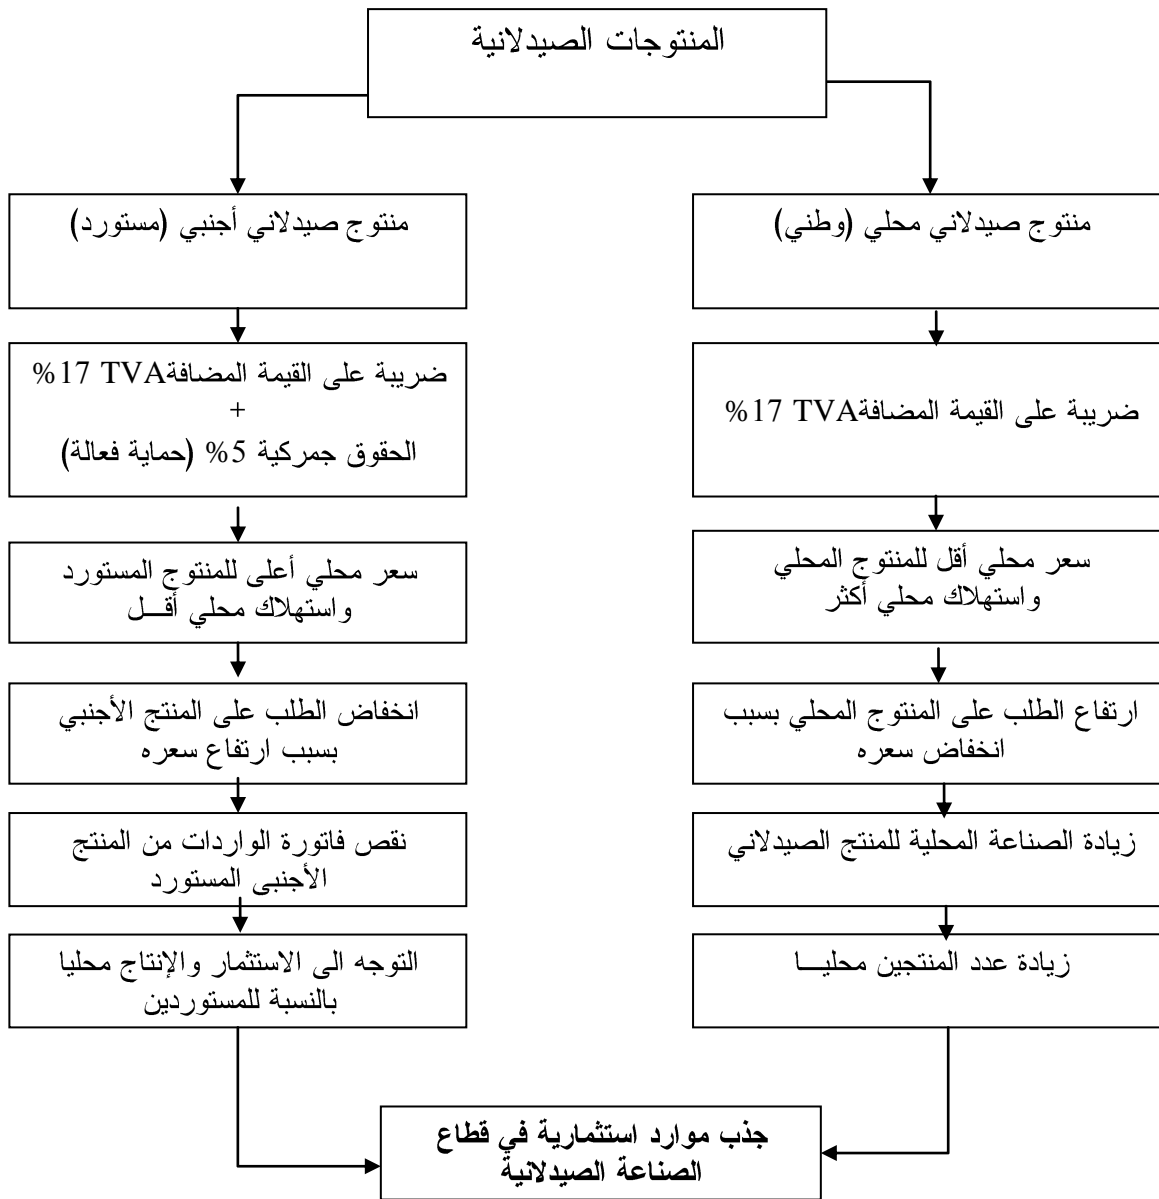 المنتوجات الصيدلانية
منتوج صيدلاني محلي (وطني)
ضريبة على القيمة المضافةTVA 17%
سعر محلي أقل للمنتوج المحلي
واستهلاك محلي أكثر
ارتفاع الطلب على المنتوج المحلي بسبب
انخفاض سعره
زيادة الصناعة المحلية للمنتج الصيدلاني
زيادة عدد المنتجين محليـــا
منتوج صيدلاني أجنبي (مستورد)
ضريبة على القيمة المضافةTVA 17%
+
الحقوق جمركية 5% (حماية فعالة)
سعر محلي أعلى للمنتوج المستورد
واستهلاك محلي أقـــل
انخفاض الطلب على المنتج الأجنبي
بسبب ارتفاع سعره
نقص فاتورة الواردات من المنتج
الأجنبي المستورد
التوجه الى الاستثمار والإنتاج محليا
بالنسبة للمستوردين
جذب موارد استثمارية في قطاع
الصناعة الصيدلانية